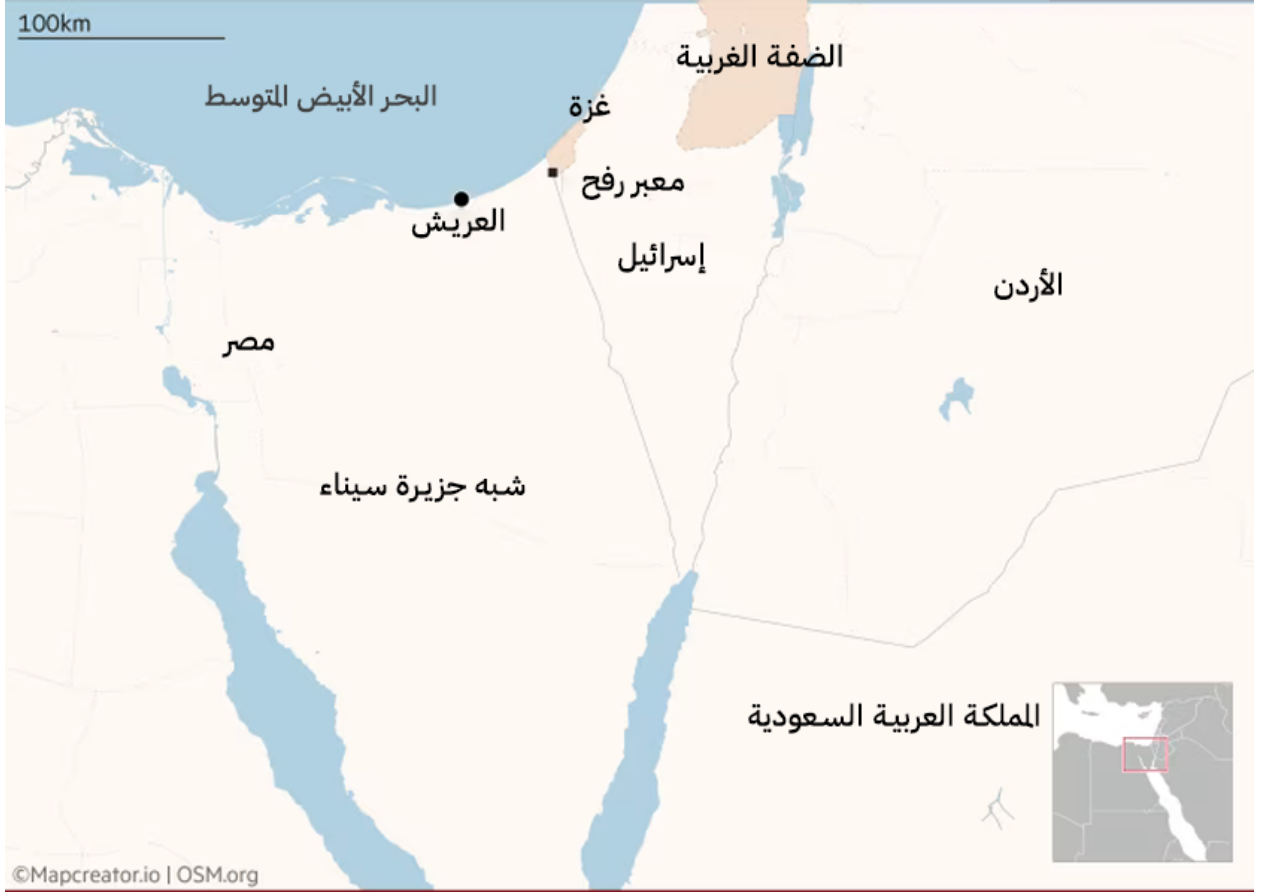 100km
الضفة الغربية
البحر الأبيض المتوسط
غزة
معبر رفح
العريش
إسرائيل
الأردن
مصر
شبه جزيرة سيناء
المملكة العربية السعودية
©Mapcreator.io | OSM.org